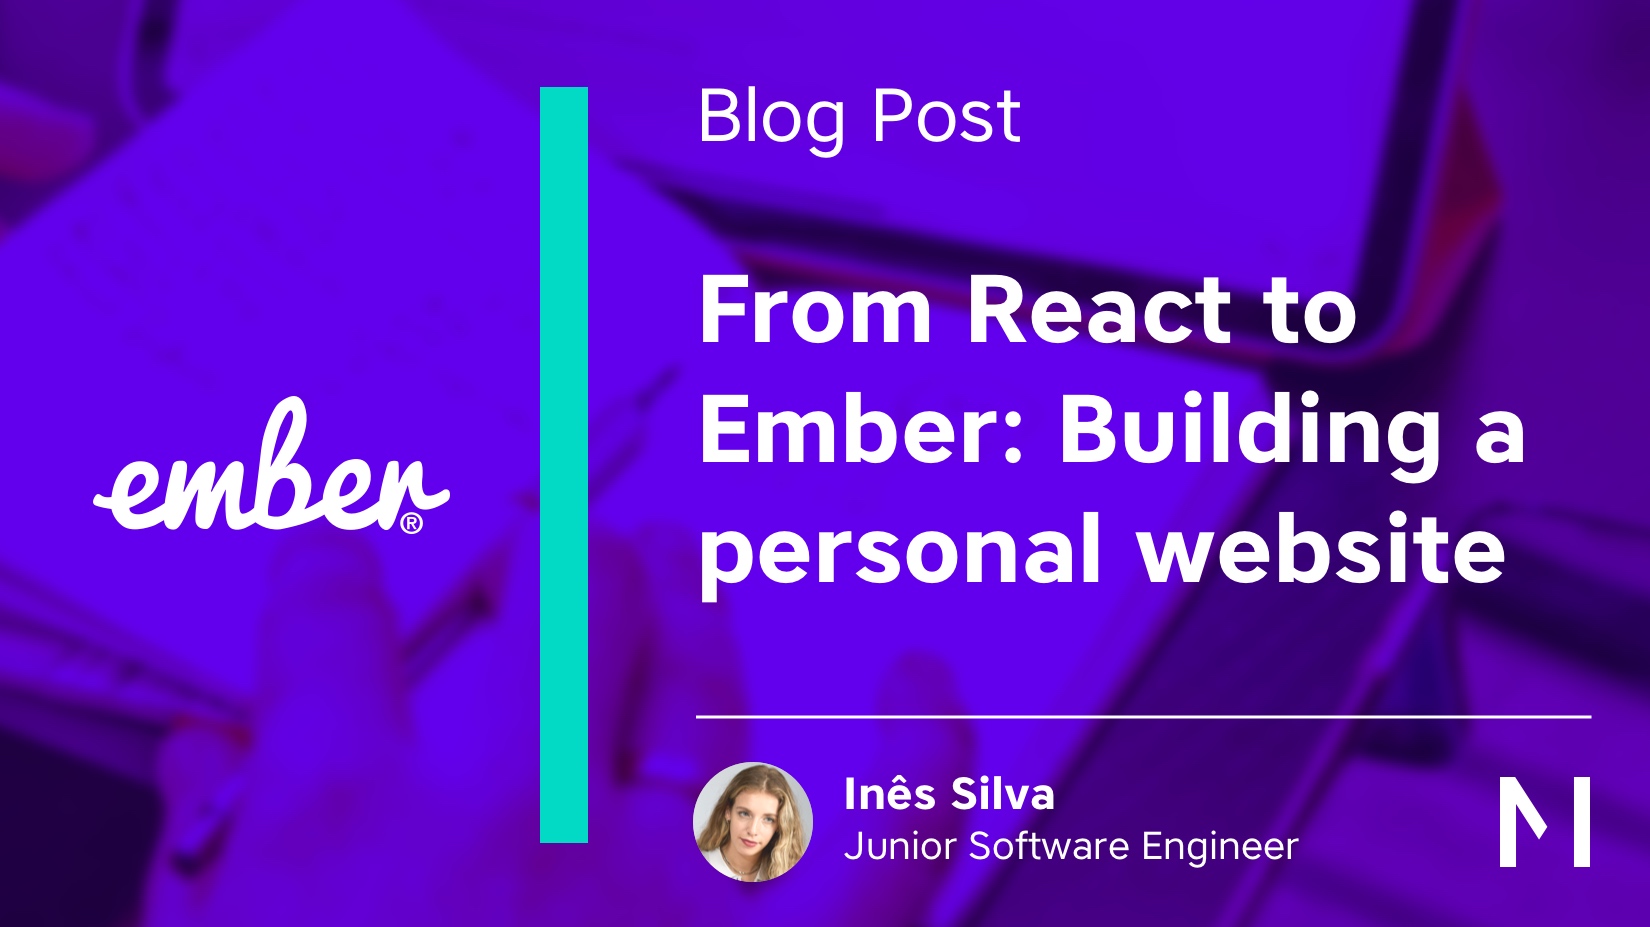 Blog Post
From React to
Ember: Building a
personal website
ember®
Inês Silva
Junior Software Engineer